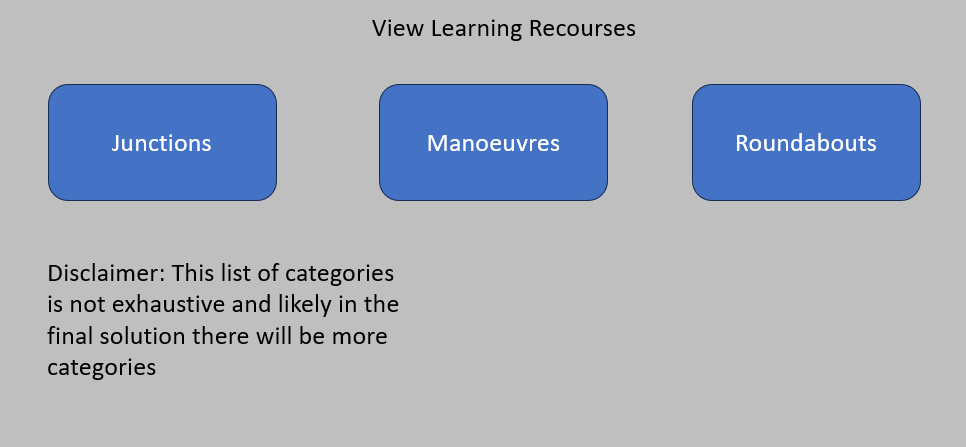 View Learning Recourses
Junctions
Manoeuvres
Roundabouts
Disclaimer: This list of categories
is not exhaustive and likely in the
final solution there will be more
categories